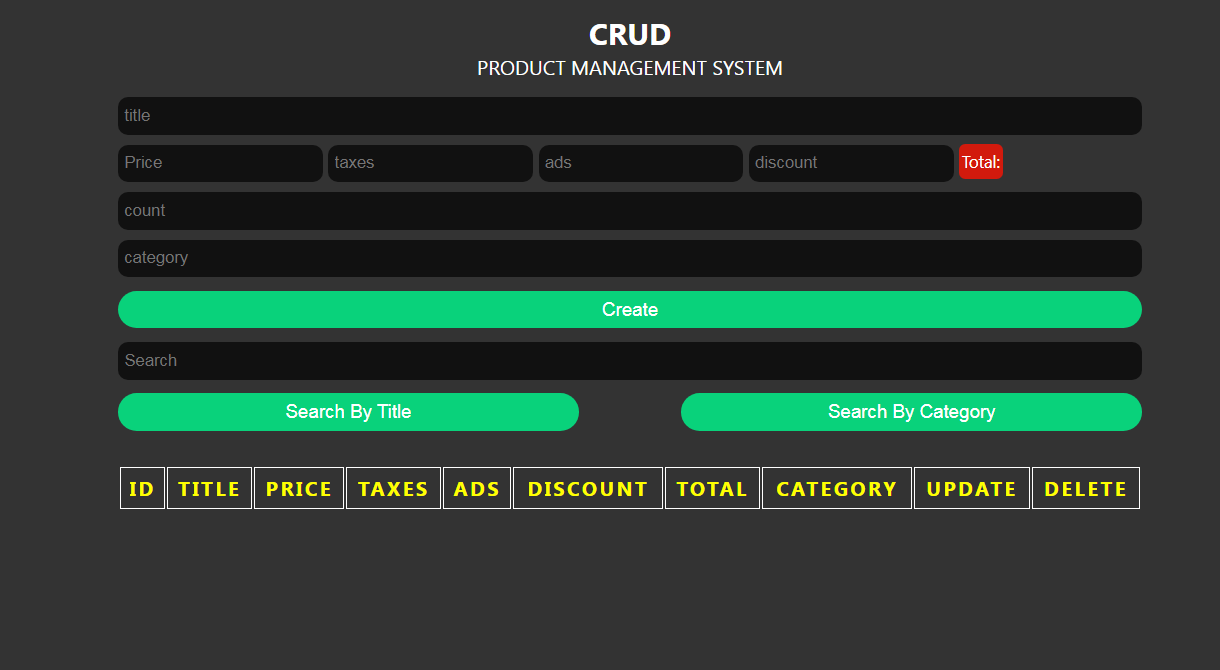 CRUD
PRODUCT MANAGEMENT SYSTEM
title
Price taxes ads discount Total:
count
category
Create
Search
Search By Title Search By Category
ID TITLE PRICE TAXES ADS DISCOUNT TOTAL CATEGORY UPDATE DELETE